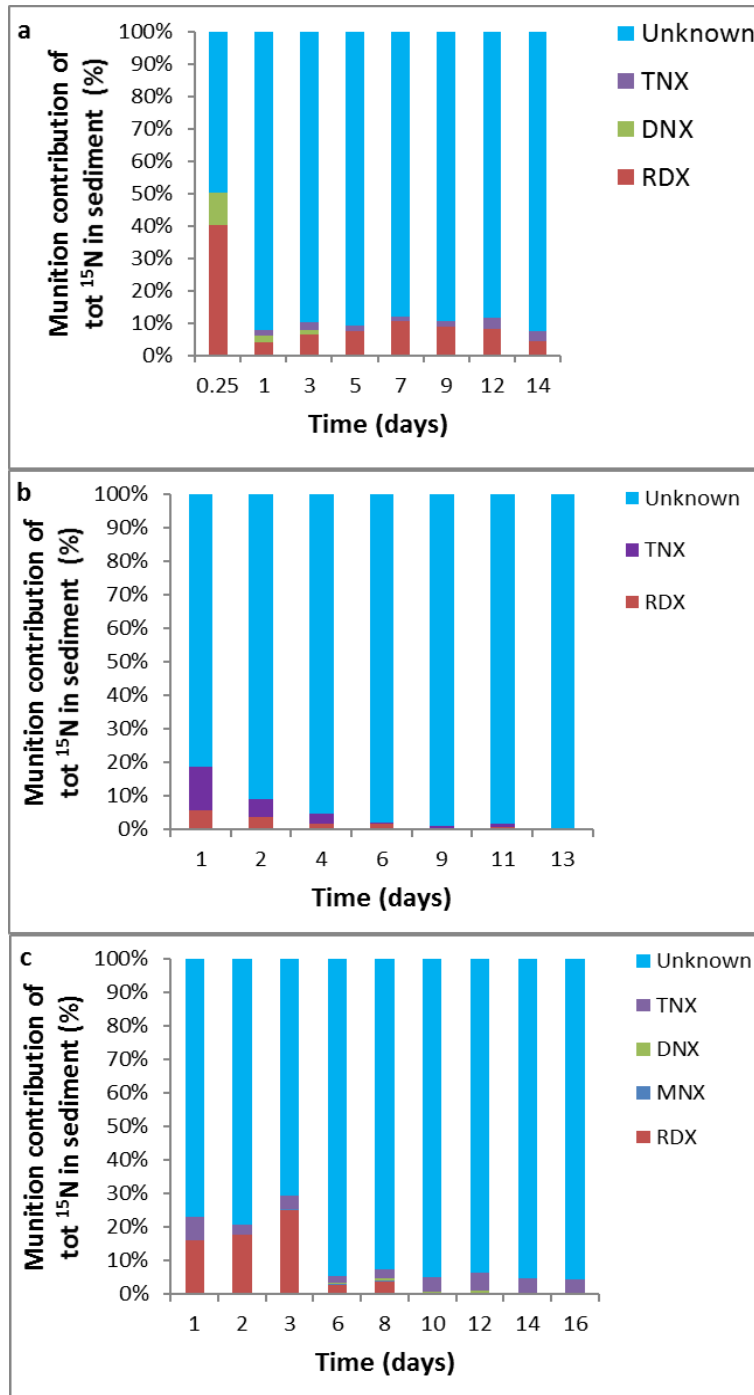 a
Munition contribution of
tot ¹⁵N in sediment (%)
100%
90%
80%
70%
60%
50%
40%
30%
20%
10%
0%
0.25 1 3 5 7 9 12 14
Time (days)
Unknown
TNX
DNX
RDX
b
Munition contribution of
tot ¹⁵N in sediment (%)
100%
90%
80%
70%
60%
50%
40%
30%
20%
10%
0%
1 2 4 6 9 11 13
Time (days)
Unknown
TNX
RDX
c
Munition contribution of
tot ¹⁵N in sediment (%)
100%
90%
80%
70%
60%
50%
40%
30%
20%
10%
0%
1 2 3 6 8 10 12 14 16
Time (days)
Unknown
TNX
DNX
MNX
RDX